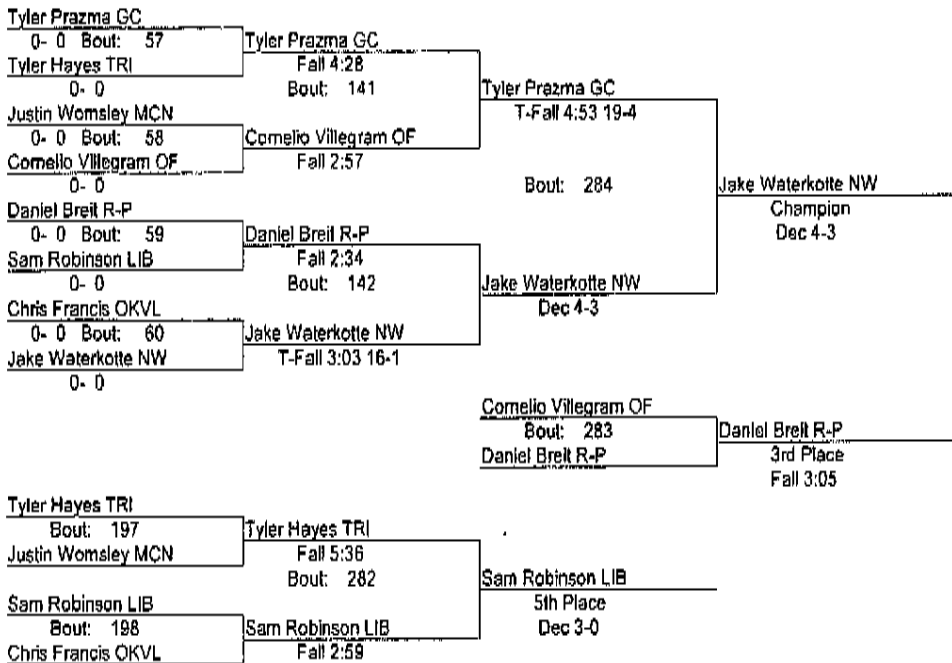 Tyler Prazma GC
0- 0 Bout: 57
Tyler Hayes TRI
0- 0
Justin Womsley MCN
0- 0 Bout: 58
Cornelio Villegram OF
0- 0
Daniel Breit R-P
0- 0 Bout: 59
Sam Robinson LIB
0- 0
Chris Francis OKVL
0- 0 Bout: 60
Jake Waterkotte NW
0- 0
Tyler Prazma GC
Fall 4:28
Bout: 141
Cornelio Villegram OF
Fall 2:57
Daniel Breit R-P
Fall 2:34
Bout: 142
Jake Waterkotte NW
T-Fall 3:03 16-1
Tyler Prazma GC
T-Fall 4:53 19-4
Bout: 284
Jake Waterkotte NW
Dec 4-3
Jake Waterkotte NW
Champion
Dec 4-3
Cornelio Villegram OF
Bout: 283
Daniel Breit R-P
Daniel Breit R-P
3rd Place
Fall 3:05
Tyler Hayes TRI
Bout: 197
Justin Womsley MCN
Sam Robinson LIB
Bout: 198
Chris Francis OKVL
Tyler Hayes TRI
Fall 5:36
Bout: 282
Sam Robinson LIB
Fall 2:59
Sam Robinson LIB
5th Place
Dec 3-0